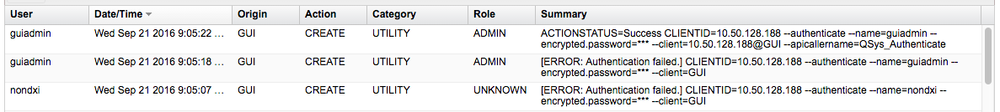 User Date/Time Origin Action Category Role Summary
guiadmin Wed Sep 21 2016 9:05:22 ... GUI CREATE UTILITY ADMIN ACTIONSTATUS=Success CLIENTID=10.50.128.188 --authenticate --name=guiadmin --
encrypted.password=*** --client=10.50.128.188@GUI --apicallername=QSys_Authenticate
guiadmin Wed Sep 21 2016 9:05:18 ... GUI CREATE UTILITY ADMIN [ERROR: Authentication failed.] CLIENTID=10.50.128.188 --authenticate --name=guiadmin --
encrypted.password=*** --client=GUI
nondxi Wed Sep 21 2016 9:05:07 ... GUI CREATE UTILITY UNKNOWN [ERROR: Authentication failed.] CLIENTID=10.50.128.188 --authenticate --name=nondxi --
encrypted.password=*** --client=GUI